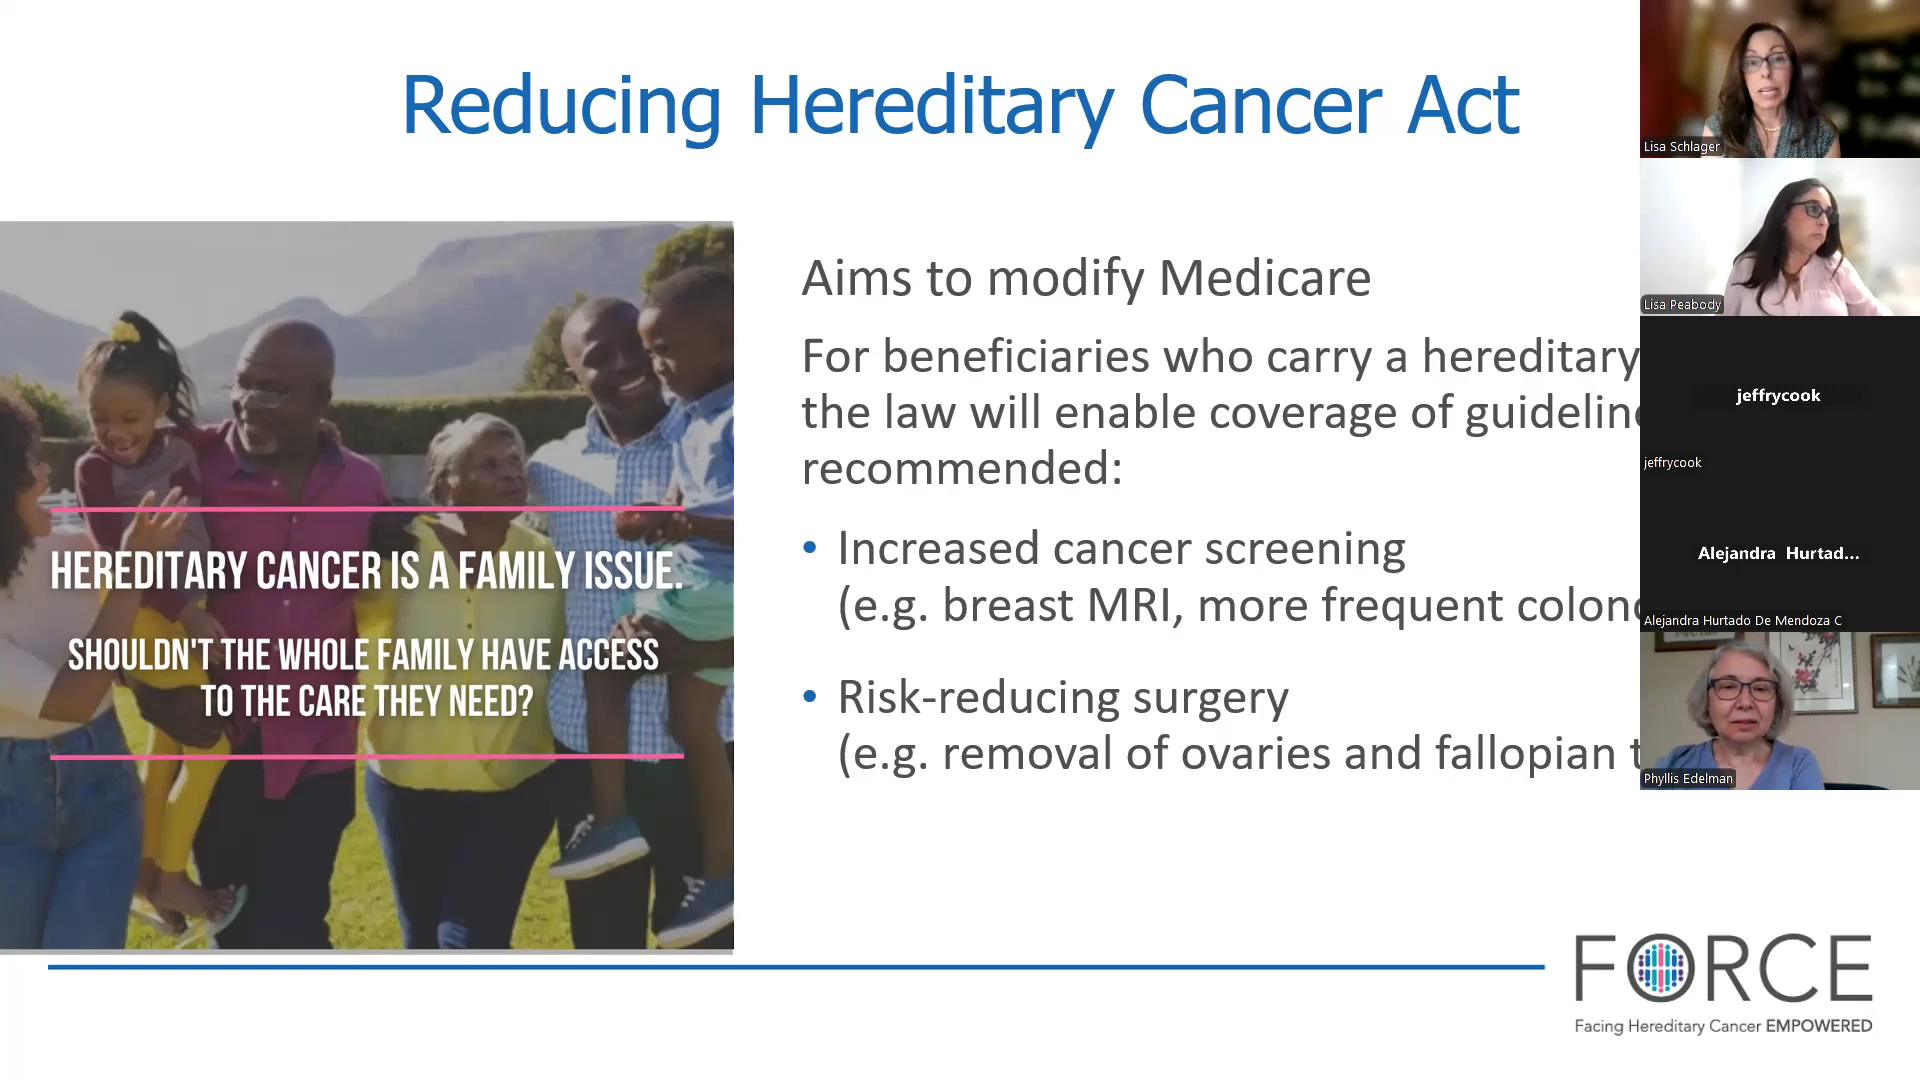 Reducing Hereditary Cancer Act
HEREDITARY CANCER IS A FAMILY ISSUE.
SHOULDN'T THE WHOLE FAMILY HAVE ACCESS
TO THE CARE THEY NEED?
Aims to modify Medicare
For beneficiaries who carry a hereditary
the law will enable coverage of
recommended:
• Increased cancer screening
(e.g. breast MRI, more frequent
• Risk-reducing surgery
(e.g. removal of ovaries and fallopian
Lisa Schlager
Lisa Peabody
jeffrycook
jeffrycook
Alejandra Hurtad...
Alejandra Hurtado De Mendoza C
Phyllis Edelman
FORCE
Facing Hereditary Cancer EMPOWERED